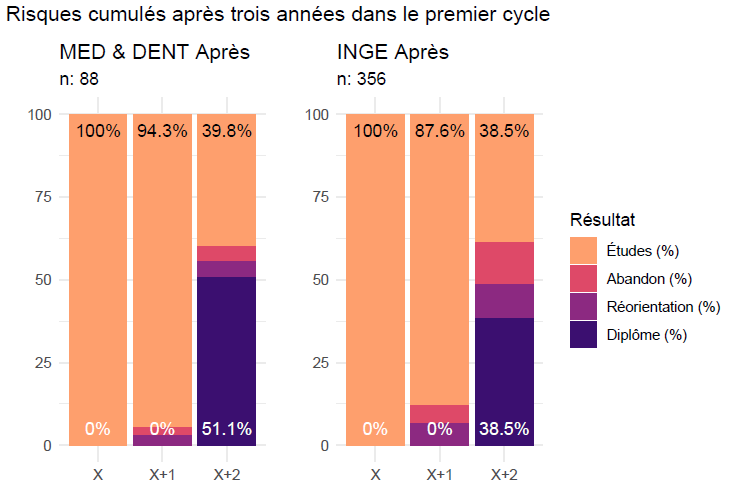 Risques cumulés après trois années dans le premier cycle
MED & DENT Après
n: 88
100
75
50
25
0
100%
94.3%
39.8%
0%
0%
51.1%
X
X+1
X+2
INGE Après
n: 356
100
75
50
25
0
100%
87.6%
38.5%
0%
0%
38.5%
X
X+1
X+2
Résultat
Études (%)
Abandon (%)
Réorientation (%)
Diplôme (%)